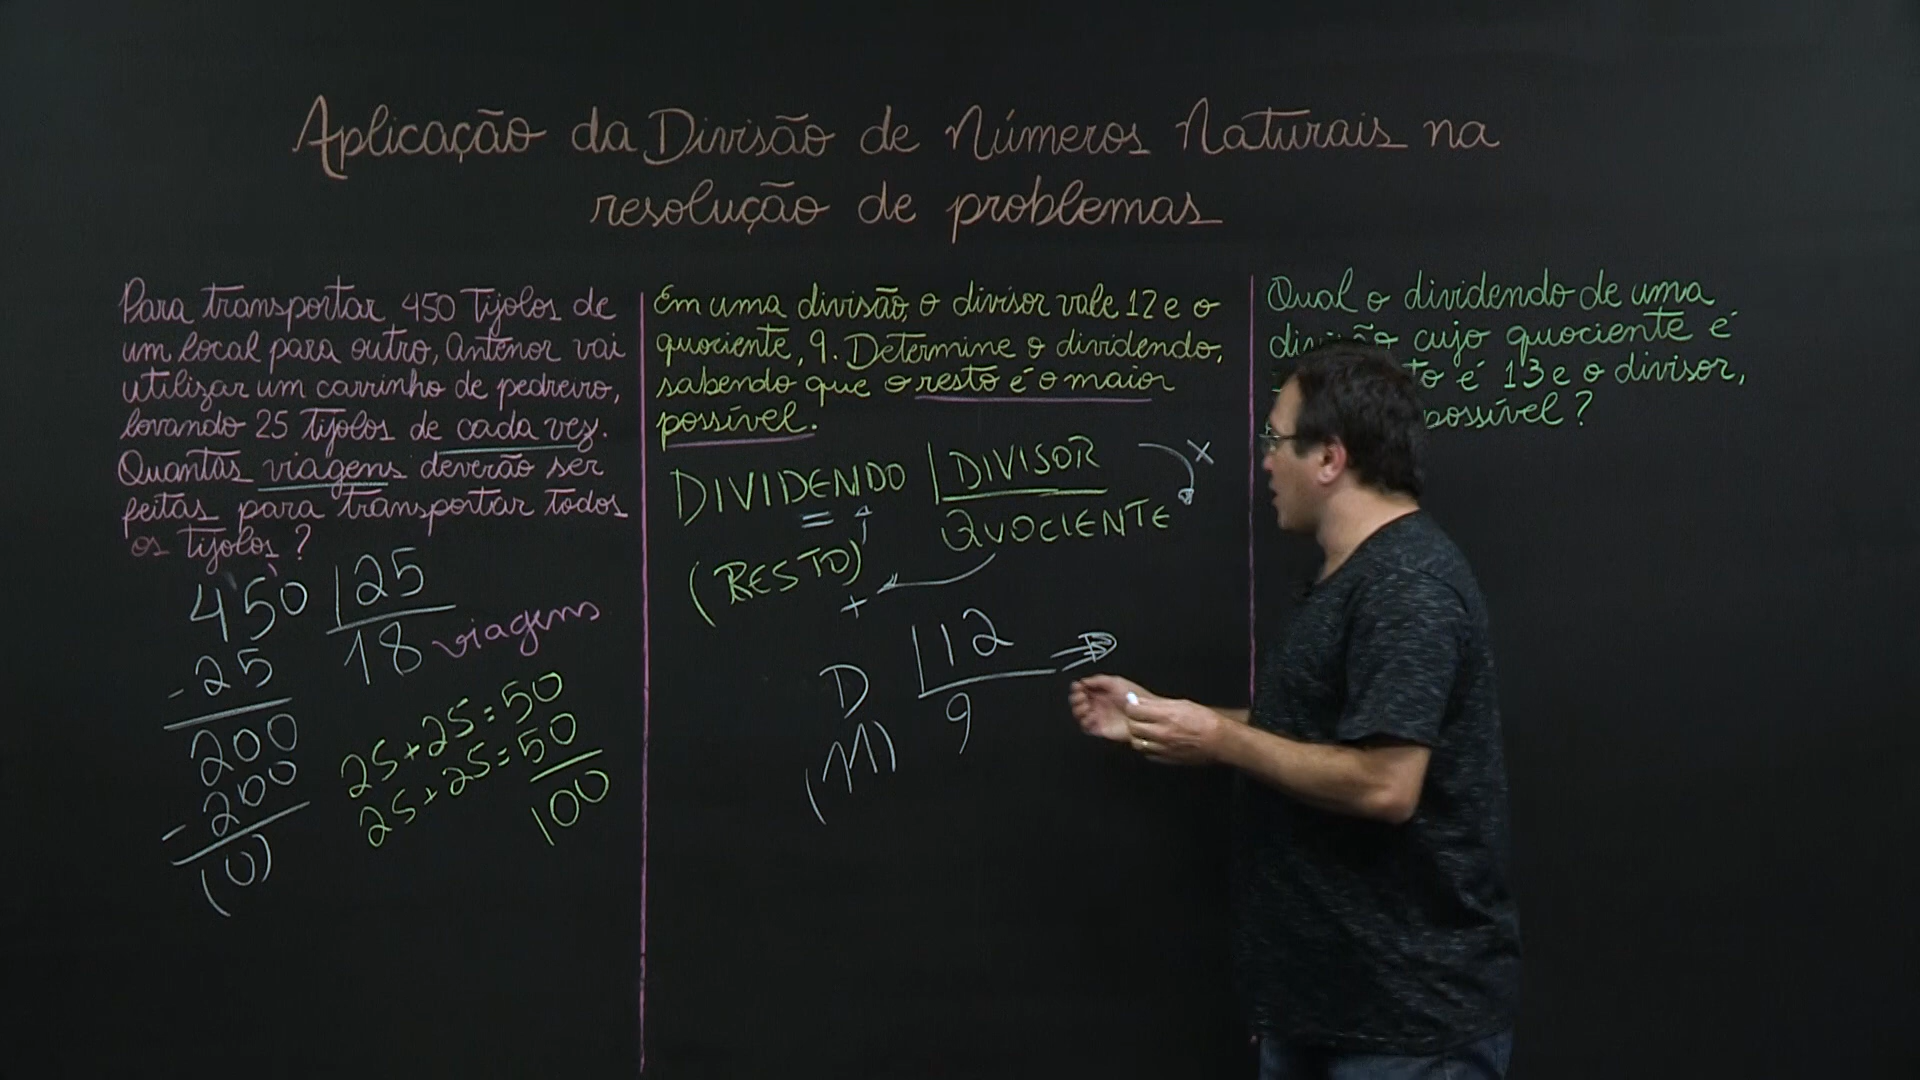 Aplicação da Divisão de Números Naturais na
resolução de problemas
Para transportar 450 tijolos de
um local para outro, Antenor vai
utilizar um carrinho de pedreiro,
levando 25 tijolos de cada vez.
Quantas viagens deverão ser
feitas para transportar todos
os tijolos?
450 25
18 viagens
-25
200
-200
(0)
25+25=50
25+25=50
100
Em uma divisão, o divisor vale 12 e o
quociente, 9. Determine o dividendo,
sabendo que o resto é o maior
possível.
DIVIDENDO DIVISOR x
= QUOCIENTE
(RESTO)
+
D 12
9
(11)
Qual o dividendo de uma
divisão cujo quociente é
é 13 e o divisor,
possível?